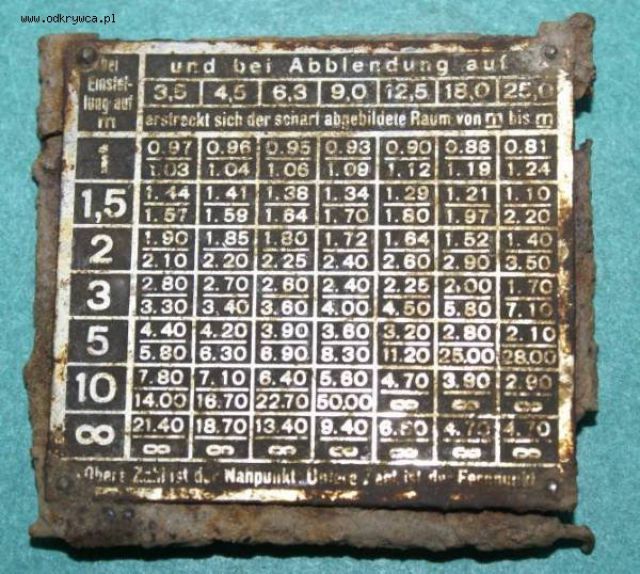 www.odkrywca.pl
Bei Einstel- lung auf m
und bei Abblendung auf
3,5 4,5 6,3 9,0 12,5 18,0 25,0
erstreckt sich der scharf abgebildete Raum von m bis m
1 0.97 0.96 0.95 0.93 0.90 0.86 0.81
1.03 1.04 1.06 1.09 1.12 1.19 1.24
1,5 1.44 1.41 1.38 1.34 1.29 1.21 1.10
1.57 1.59 1.64 1.70 1.80 1.97 2.20
2 1.90 1.85 1.80 1.72 1.64 1.52 1.40
2.10 2.20 2.25 2.40 2.60 2.90 3.50
3 2.80 2.70 2.60 2.40 2.25 2.00 1.70
3.30 3.40 3.60 4.00 4.50 5.80 7.10
5 4.40 4.20 3.90 3.60 3.20 2.80 2.10
5.80 6.30 6.90 8.30 11.20 25.00 28.00
10 7.80 7.10 6.40 5.60 4.70 3.90 2.90
14.00 16.70 22.70 50.00 ∞ ∞ ∞
∞ 21.40 18.70 13.40 9.40 4.70
∞ ∞ ∞ ∞ ∞ ∞ ∞
Obere Zahl ist der Nahpunkt Untere Zahl ist der Fernpunkt